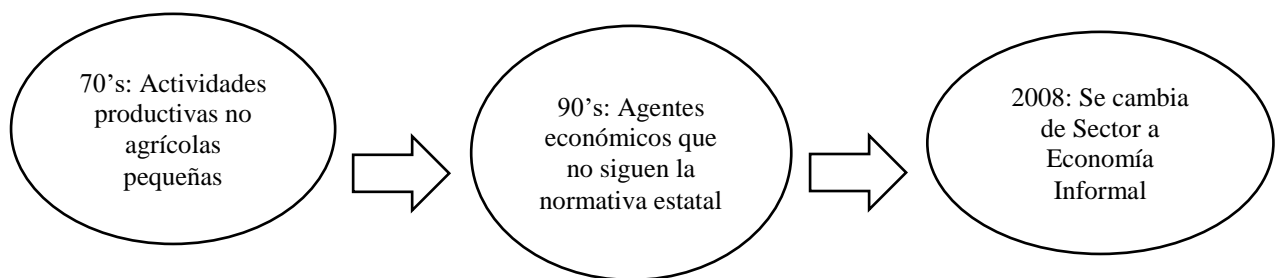 70’s: Actividades
productivas no
agrícolas
pequeñas
90’s: Agentes
económicos que
no siguen la
normativa estatal
2008: Se cambia
de Sector a
Economía
Informal